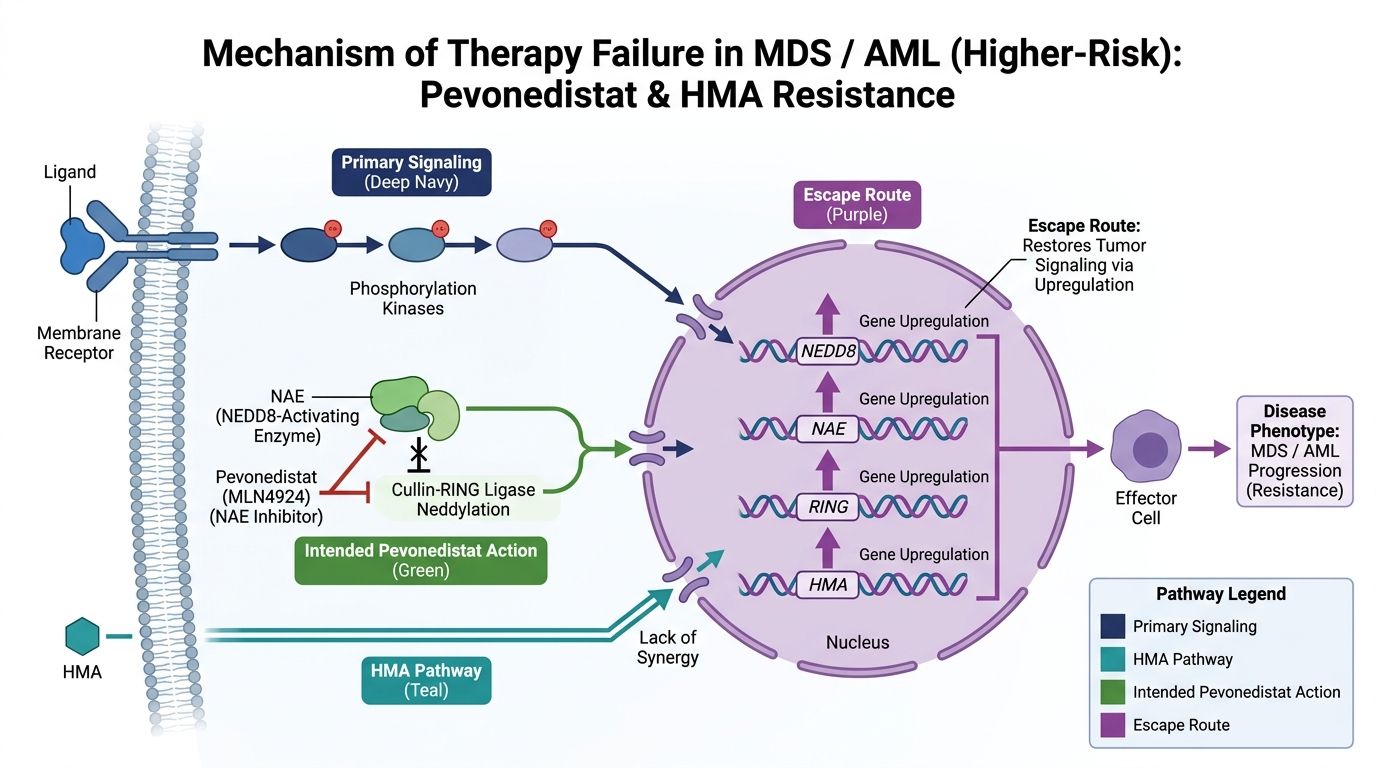 Mechanism of Therapy Failure in MDS / AML (Higher-Risk):
Pevonedistat & HMA Resistance
Ligand
Membrane
Receptor
Primary Signaling
(Deep Navy)
Phosphorylation
Kinases
NAE
(NEDD8-Activating
Enzyme)
Pevonedistat
(MLN4924)
(NAE Inhibitor)
Cullin-RING Ligase
Neddylation
Intended Pevonedistat Action
(Green)
HMA
HMA Pathway
(Teal)
Lack of
Synergy
Escape Route
(Purple)
Escape Route:
Restores Tumor
Signaling via
Upregulation
Gene Upregulation
NEDD8
Gene Upregulation
NAE
Gene Upregulation
RING
Gene Upregulation
HMA
Nucleus
Effector
Cell
Disease
Phenotype:
MDS / AML
Progression
(Resistance)
Pathway Legend
Primary Signaling
HMA Pathway
Intended Pevonedistat Action
Escape Route